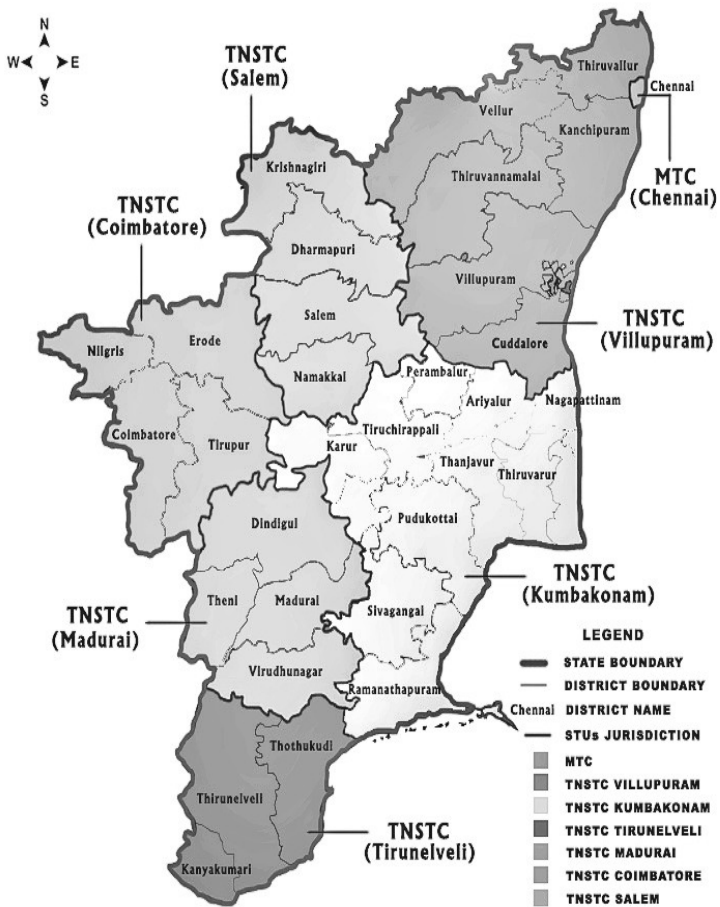 N
W E
S
TNSTC
(Salem)
Thiruvallur
Chennai
Vellur
Kanchipuram
MTC
(Chennai)
Krishnagiri
Thiruvannamalai
TNSTC
(Coimbatore)
Dharmapuri
Villupuram
Salem
TNSTC
(Villupuram)
Nilgris
Erode
Cuddalore
Namakkal
Perambalur
Ariyalur
Nagapattinam
Coimbatore
Tirupur
Karur
Tiruchirappali
Thanjavur
Thiruvarur
Dindigul
Pudukottai
TNSTC
(Kumbakonam)
Theni
Madurai
Sivagangai
TNSTC
(Madurai)
Virudhunagar
Ramanathapuram
Thothukudi
Thirunelveli
TNSTC
(Tirunelveli)
Kanyakumari
LEGEND
STATE BOUNDARY
DISTRICT BOUNDARY
Chennai DISTRICT NAME
STUs JURISDICTION
MTC
TNSTC VILLUPURAM
TNSTC KUMBAKONAM
TNSTC TIRUNELVELI
TNSTC MADURAI
TNSTC COIMBATORE
TNSTC SALEM